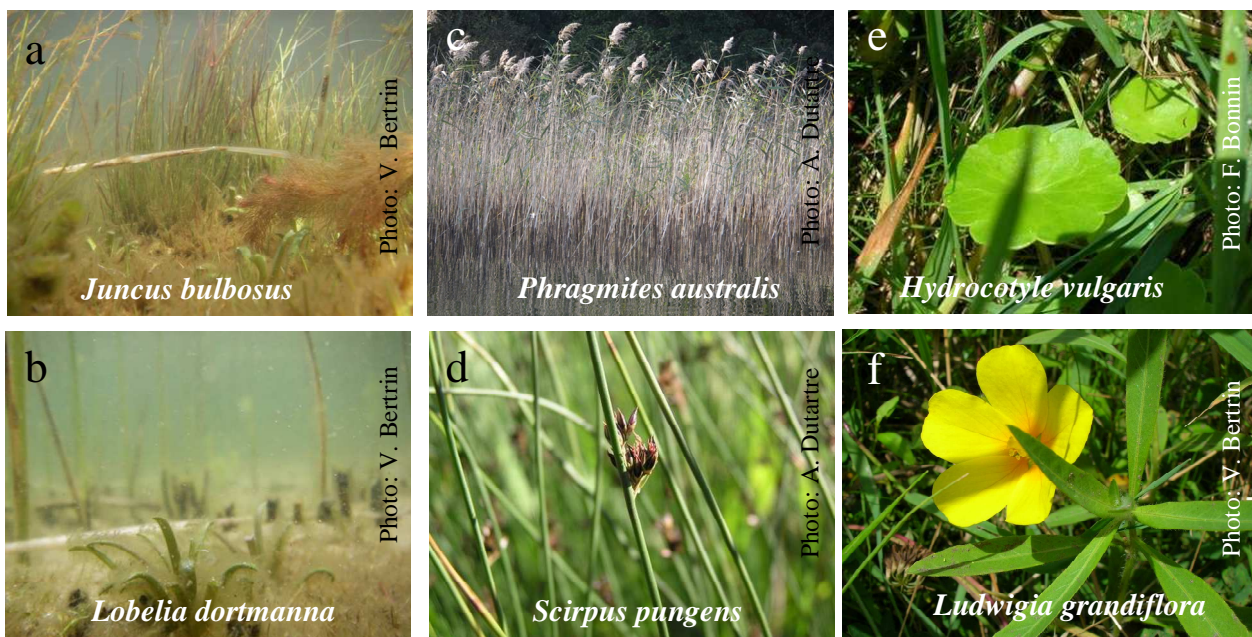 a
Photo: V. Bertrin
Juncus bulbosus
c
Photo: A. Dutartre
Phragmites australis
e
Photo: F. Bonnin
Hydrocotyle vulgaris
b
Photo: V. Bertrin
Lobelia dortmanna
d
Photo: A. Dutartre
Scirpus pungens
f
Photo: V. Bertrin
Ludwigia grandiflora